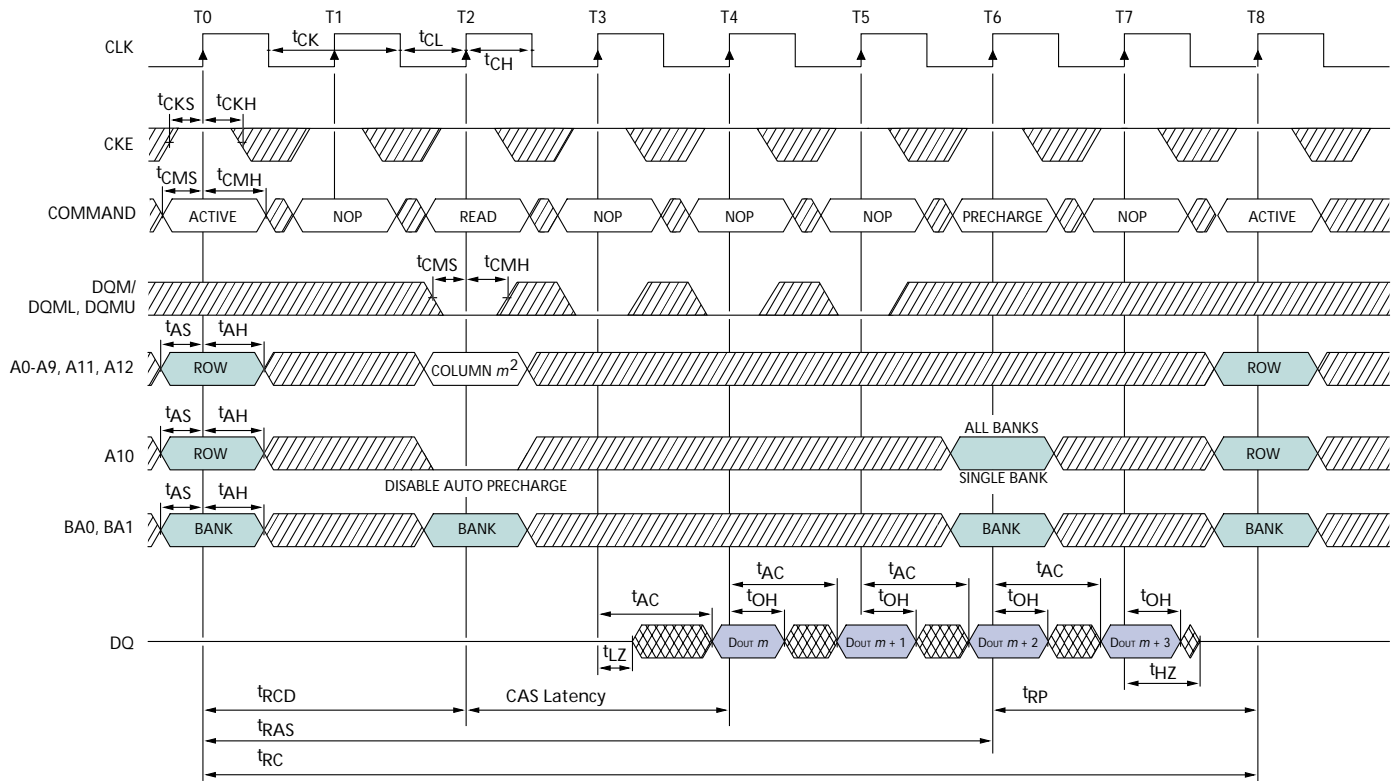 T0 T1 T2 T3 T4 T5 T6 T7 T8
CLK
tCK tCL
tCH
tCKS tCKH
CKE
tCMS tCMH
COMMAND ACTIVE NOP READ NOP NOP NOP PRECHARGE NOP ACTIVE
tCMS tCMH
DQM/
DQML, DQMU
tAS tAH
A0-A9, A11, A12 ROW COLUMN m2 ROW
tAS tAH
ALL BANKS
A10 ROW ROW
DISABLE AUTO PRECHARGE SINGLE BANK
tAS tAH
BA0, BA1 BANK BANK BANK BANK
tAC tAC tAC
tAC tOH tOH tOH tOH
DQ DOUT m DOUT m + 1 DOUT m + 2 DOUT m + 3
tLZ tHZ
tRCD CAS Latency tRP
tRAS
tRC